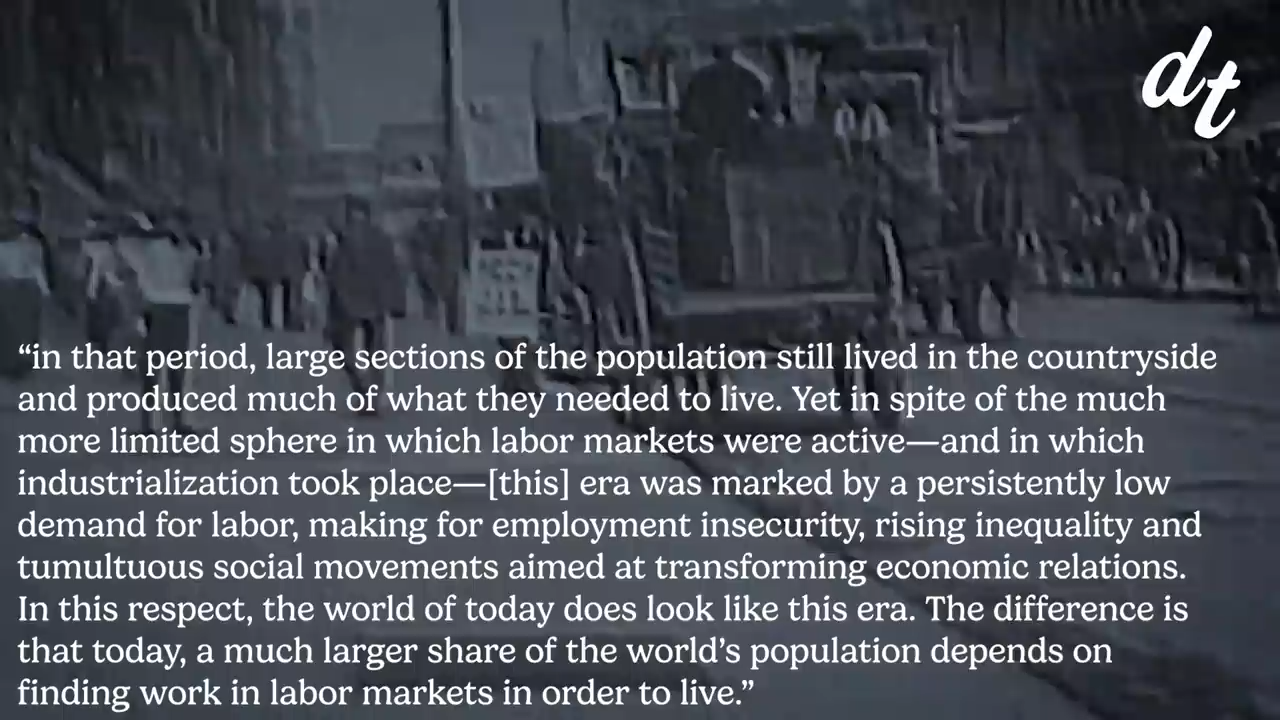 dt
“in that period, large sections of the population still lived in the countryside
and produced much of what they needed to live. Yet in spite of the much
more limited sphere in which labor markets were active—and in which
industrialization took place—[this] era was marked by a persistently low
demand for labor, making for employment insecurity, rising inequality and
tumultuous social movements aimed at transforming economic relations.
In this respect, the world of today does look like this era. The difference is
that today, a much larger share of the world’s population depends on
finding work in labor markets in order to live.”